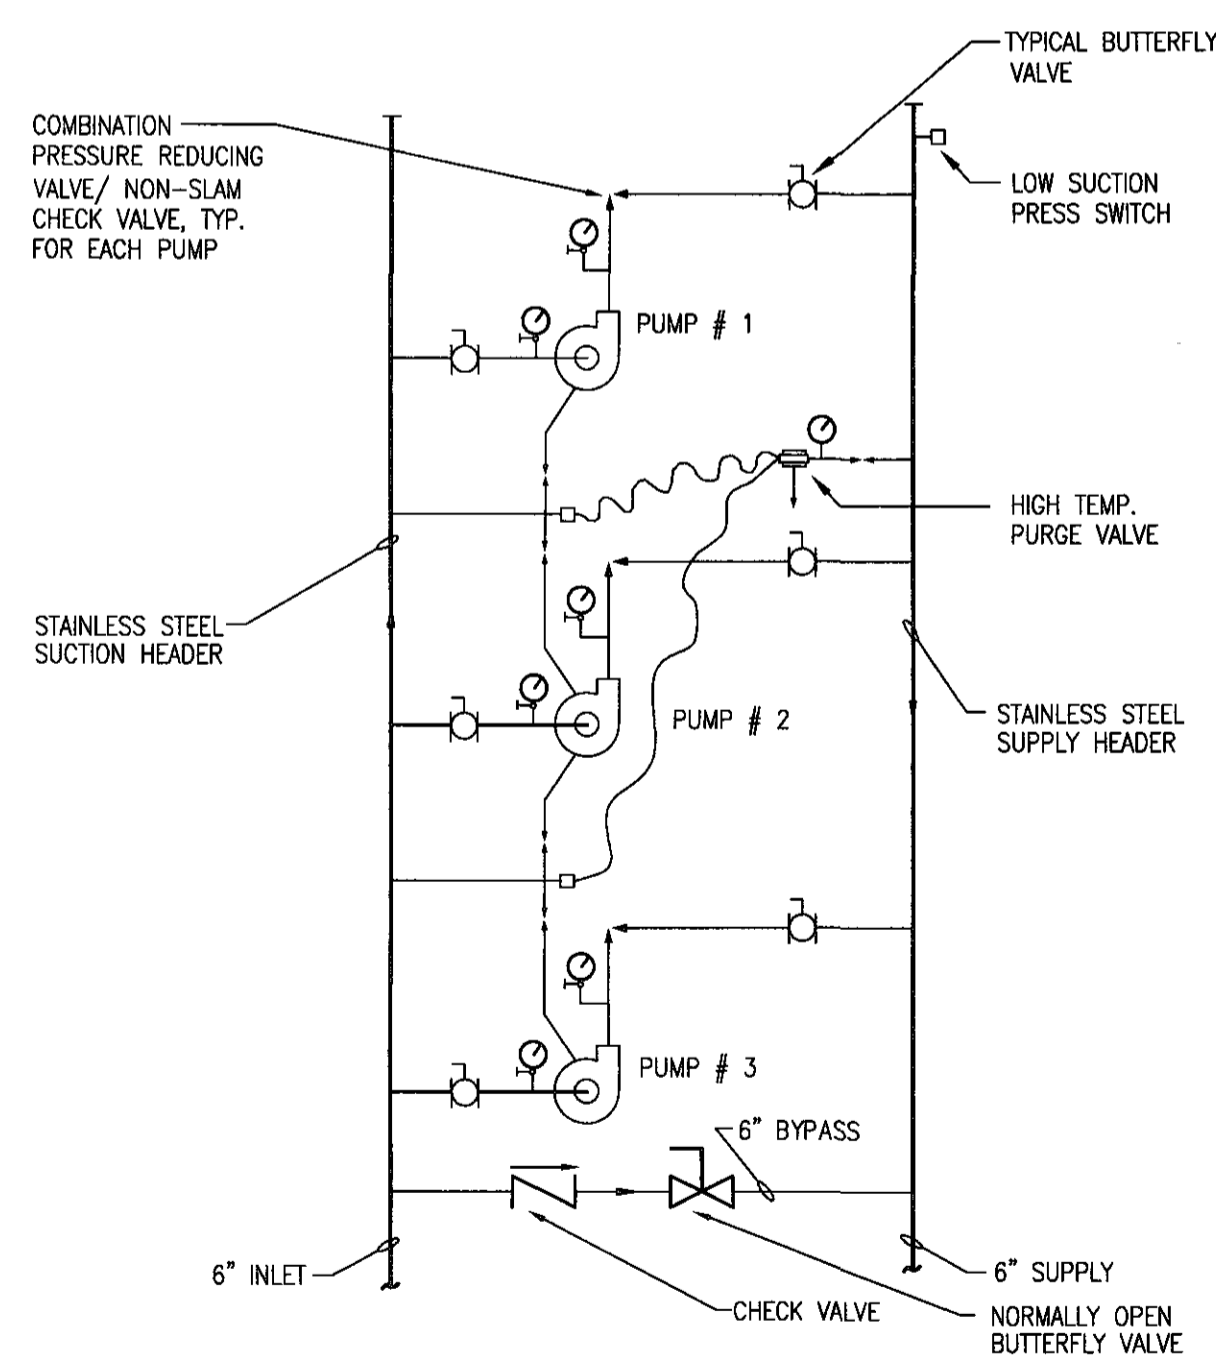 TYPICAL BUTTERFLY
VALVE
COMBINATION
PRESSURE REDUCING
VALVE/ NON-SLAM
CHECK VALVE, TYP.
FOR EACH PUMP
LOW SUCTION
PRESS SWITCH
PUMP # 1
HIGH TEMP.
PURGE VALVE
STAINLESS STEEL
SUCTION HEADER
PUMP # 2
STAINLESS STEEL
SUPPLY HEADER
PUMP # 3
6" BYPASS
6" INLET
6" SUPPLY
CHECK VALVE
NORMALLY OPEN
BUTTERFLY VALVE